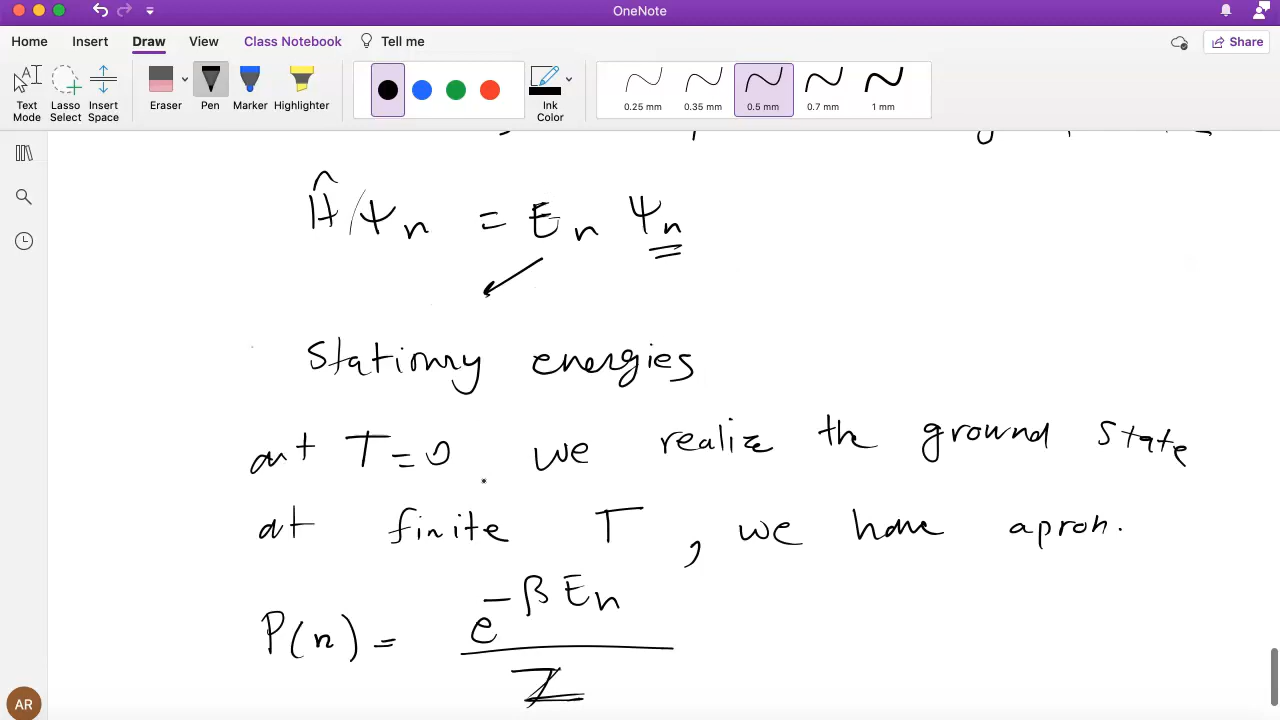 OneNote
Home Insert Draw View Class Notebook Tell me Share
Text Mode Lasso Select Insert Space Eraser Pen Marker Highlighter Ink Color 0.25 mm 0.35 mm 0.5 mm 0.7 mm 1 mm
Ĥ Ψn = En Ψn
Stationry energies
at T=0. we realize the ground state
at finite T, we have a prob.
P(n) = e^{-βEn} / Z
AR